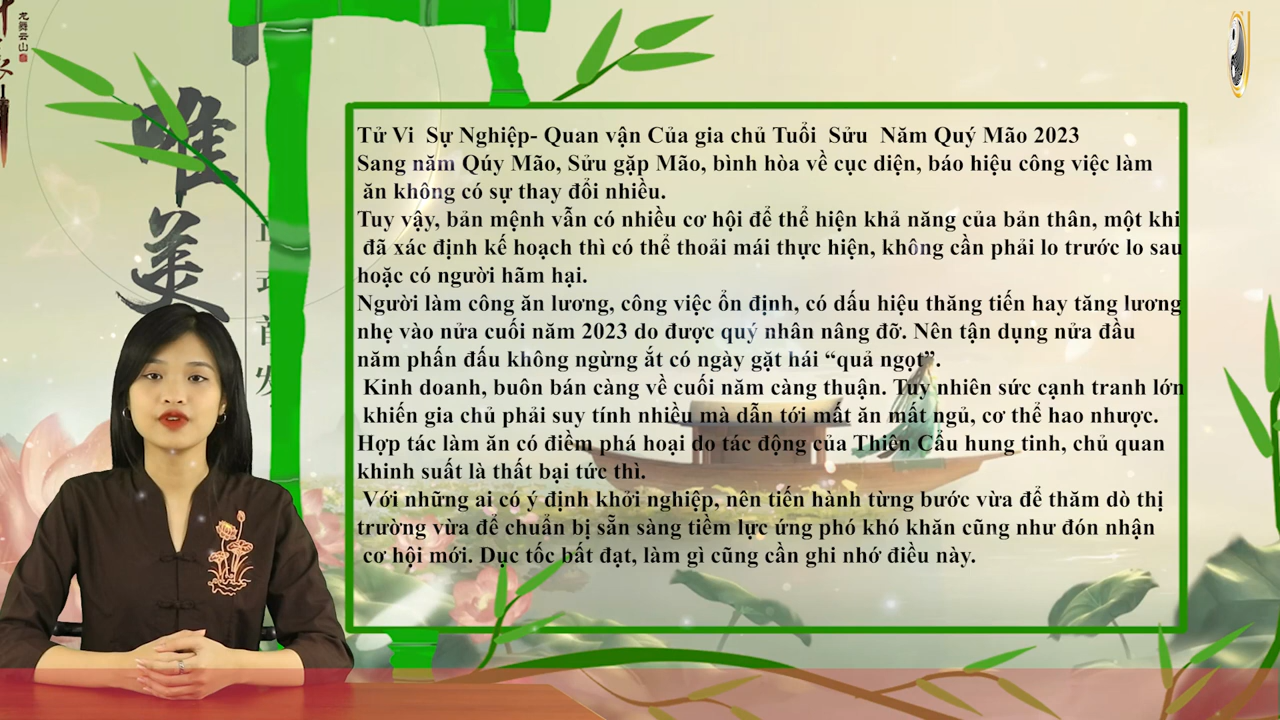 龙舞云山
唯
美
Tử Vi  Sự Nghiệp- Quan vận Của gia chủ Tuổi  Sửu  Năm Quý Mão 2023
Sang năm Qúy Mão, Sửu gặp Mão, bình hòa về cục diện, báo hiệu công việc làm
ăn không có sự thay đổi nhiều.
Tuy vậy, bản mệnh vẫn có nhiều cơ hội để thể hiện khả năng của bản thân, một khi
đã xác định kế hoạch thì có thể thoải mái thực hiện, không cần phải lo trước lo sau
hoặc có người hãm hại.
Người làm công ăn lương, công việc ổn định, có dấu hiệu thăng tiến hay tăng lương
nhẹ vào nửa cuối năm 2023 do được quý nhân nâng đỡ. Nên tận dụng nửa đầu
năm phấn đấu không ngừng ắt có ngày gặt hái “quả ngọt”.
Kinh doanh, buôn bán càng về cuối năm càng thuận. Tuy nhiên sức cạnh tranh lớn
khiến gia chủ phải suy tính nhiều mà dẫn tới mất ăn mất ngủ, cơ thể hao nhược.
Hợp tác làm ăn có điềm phá hoại do tác động của Thiên Cẩu hung tinh, chủ quan
khinh suất là thất bại tức thì.
Với những ai có ý định khởi nghiệp, nên tiến hành từng bước vừa để thăm dò thị
trường vừa để chuẩn bị sẵn sàng tiềm lực ứng phó khó khăn cũng như đón nhận
cơ hội mới. Dục tốc bất đạt, làm gì cũng cần ghi nhớ điều này.